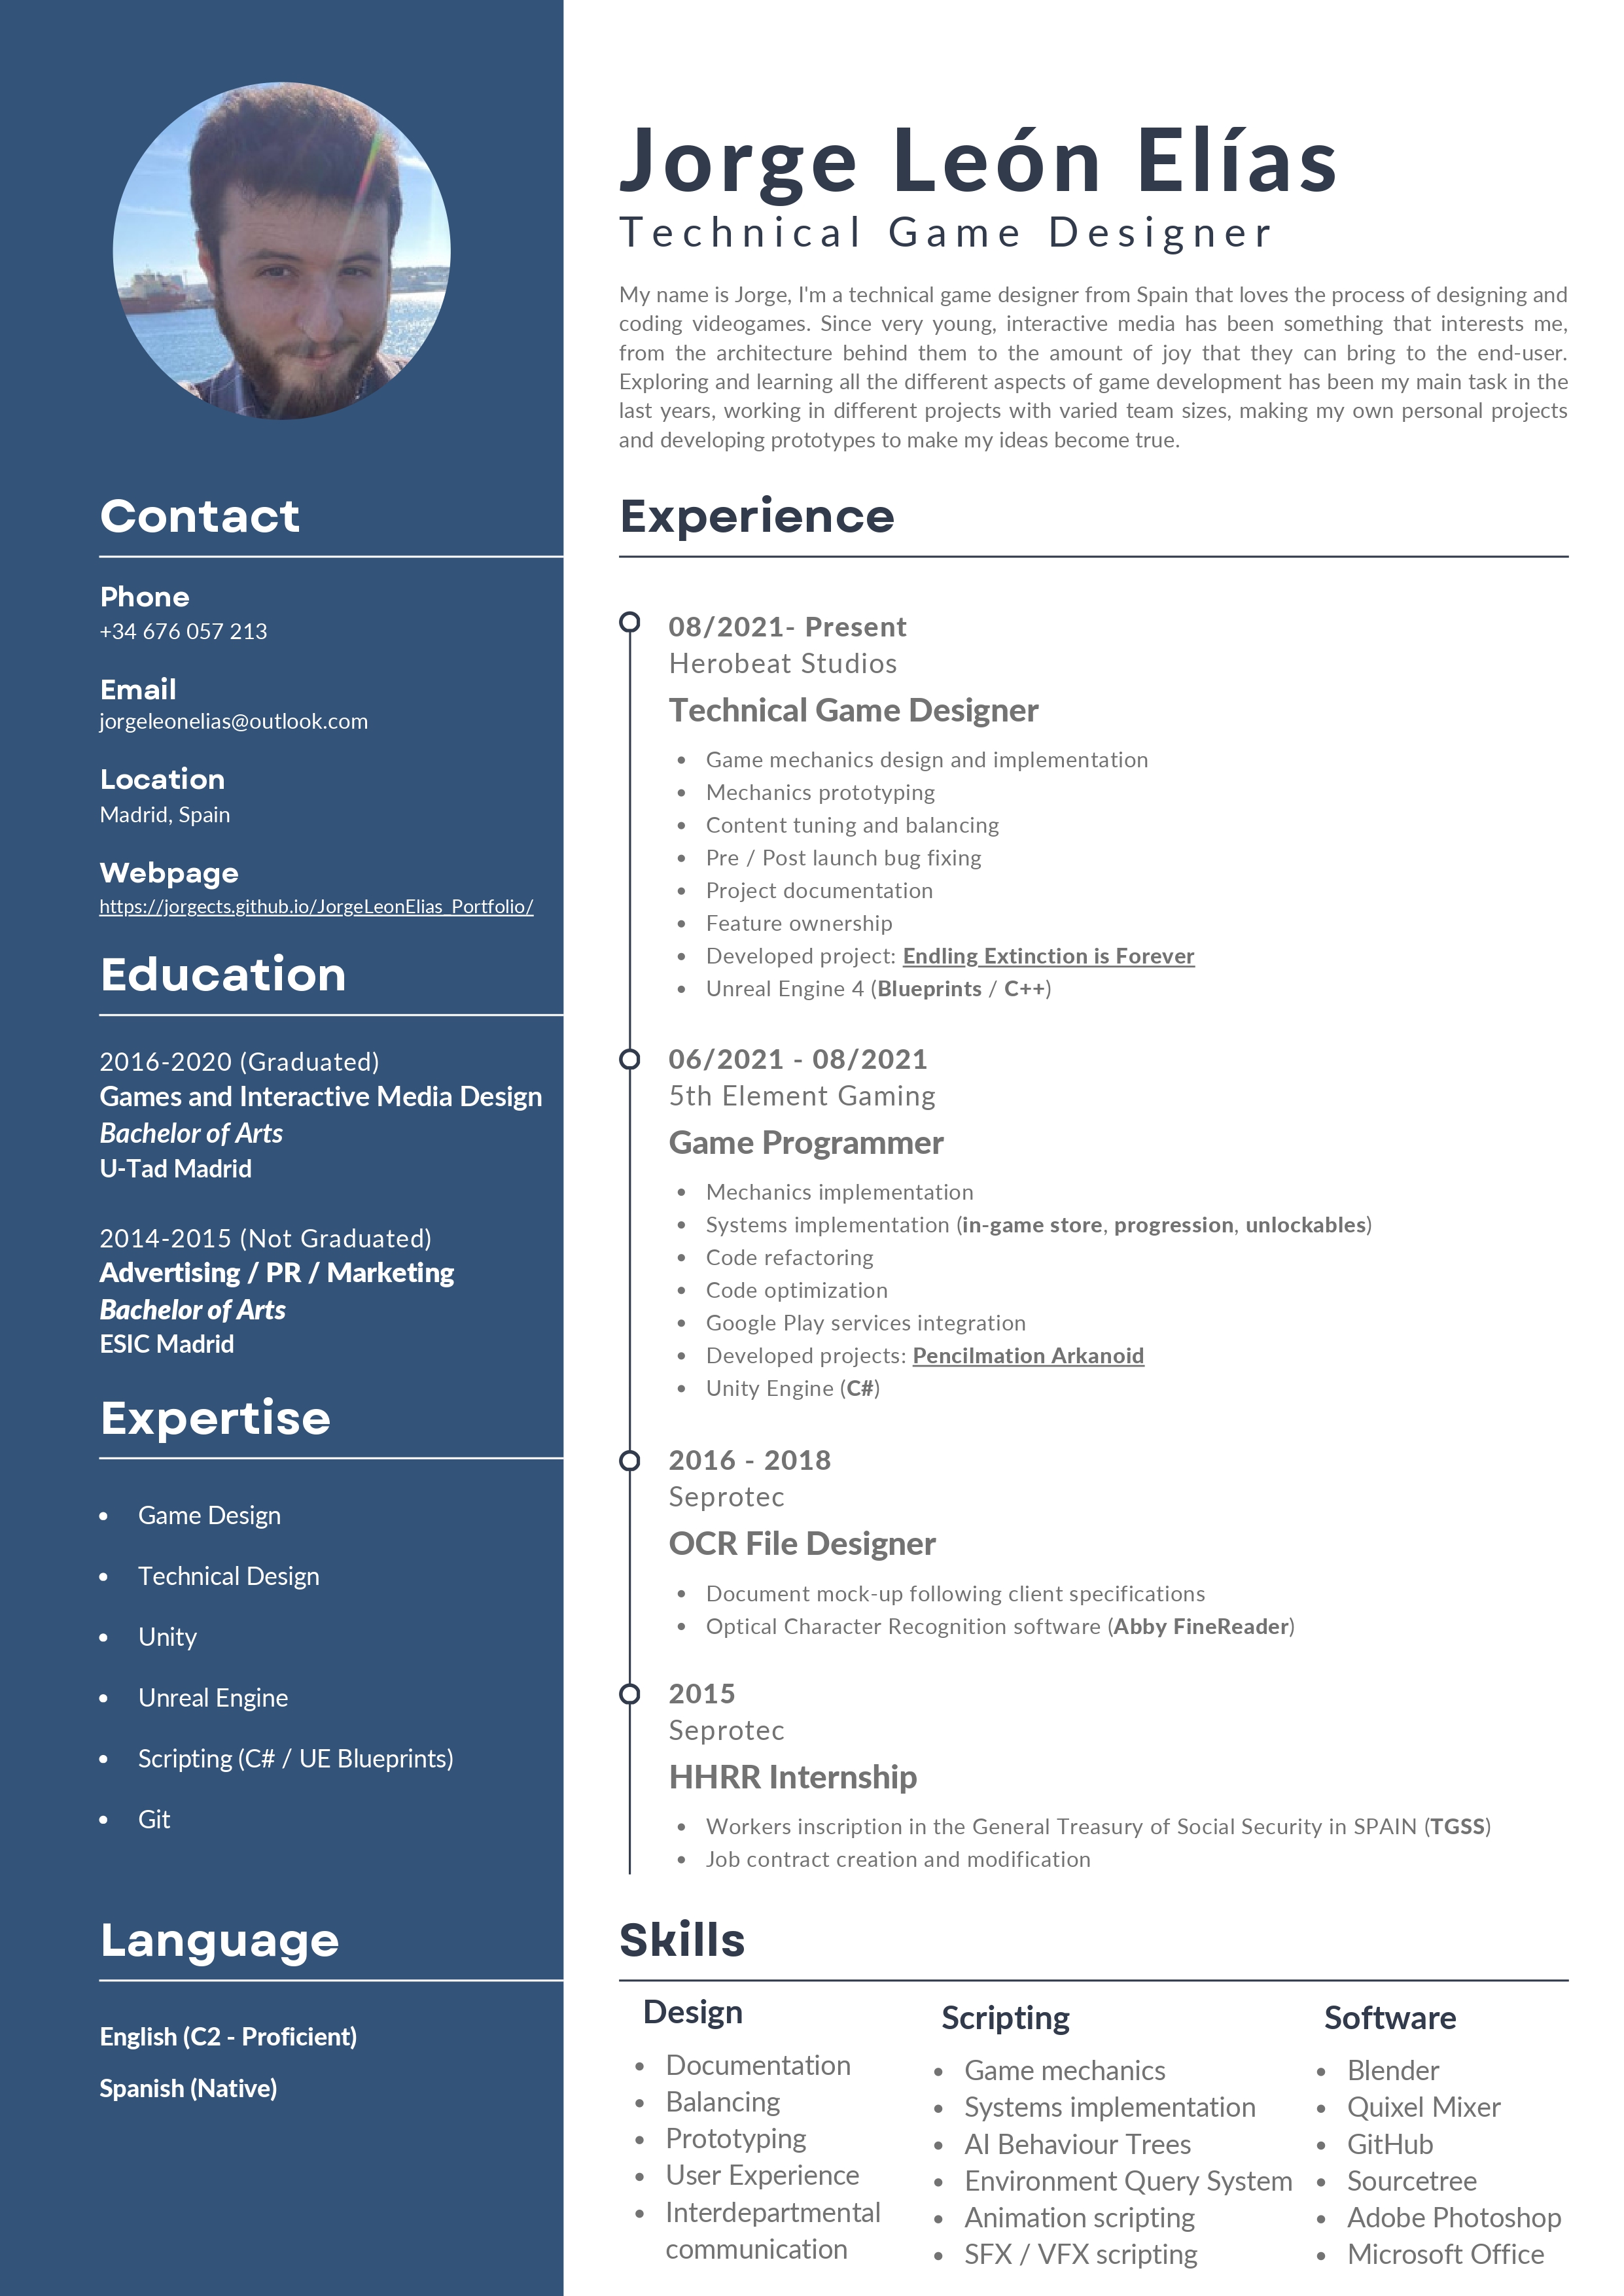 Jorge León Elías
Technical Game Designer
My name is Jorge, I'm a technical game designer from Spain that loves the process of designing and
coding videogames. Since very young, interactive media has been something that interests me,
from the architecture behind them to the amount of joy that they can bring to the end-user.
Exploring and learning all the different aspects of game development has been my main task in the
last years, working in different projects with varied team sizes, making my own personal projects
and developing prototypes to make my ideas become true.
Contact
Phone
+34 676 057 213
Email
jorgeleonelias@outlook.com
Location
Madrid, Spain
Webpage
https://jorgects.github.io/JorgeLeonElias_Portfolio/
Education
2016-2020 (Graduated)
Games and Interactive Media Design
Bachelor of Arts
U-Tad Madrid
2014-2015 (Not Graduated)
Advertising / PR / Marketing
Bachelor of Arts
ESIC Madrid
Expertise
• Game Design
• Technical Design
• Unity
• Unreal Engine
• Scripting (C# / UE Blueprints)
• Git
Language
English (C2 - Proficient)
Spanish (Native)
Experience
08/2021- Present
Herobeat Studios
Technical Game Designer
• Game mechanics design and implementation
• Mechanics prototyping
• Content tuning and balancing
• Pre / Post launch bug fixing
• Project documentation
• Feature ownership
• Developed project: Endling Extinction is Forever
• Unreal Engine 4 (Blueprints / C++)
06/2021 - 08/2021
5th Element Gaming
Game Programmer
• Mechanics implementation
• Systems implementation (in-game store, progression, unlockables)
• Code refactoring
• Code optimization
• Google Play services integration
• Developed projects: Pencilmation Arkanoid
• Unity Engine (C#)
2016 - 2018
Seprotec
OCR File Designer
• Document mock-up following client specifications
• Optical Character Recognition software (Abby FineReader)
2015
Seprotec
HHRR Internship
• Workers inscription in the General Treasury of Social Security in SPAIN (TGSS)
• Job contract creation and modification
Skills
Design
• Documentation
• Balancing
• Prototyping
• User Experience
• Interdepartmental
communication
Scripting
• Game mechanics
• Systems implementation
• AI Behaviour Trees
• Environment Query System
• Animation scripting
• SFX / VFX scripting
Software
• Blender
• Quixel Mixer
• GitHub
• Sourcetree
• Adobe Photoshop
• Microsoft Office